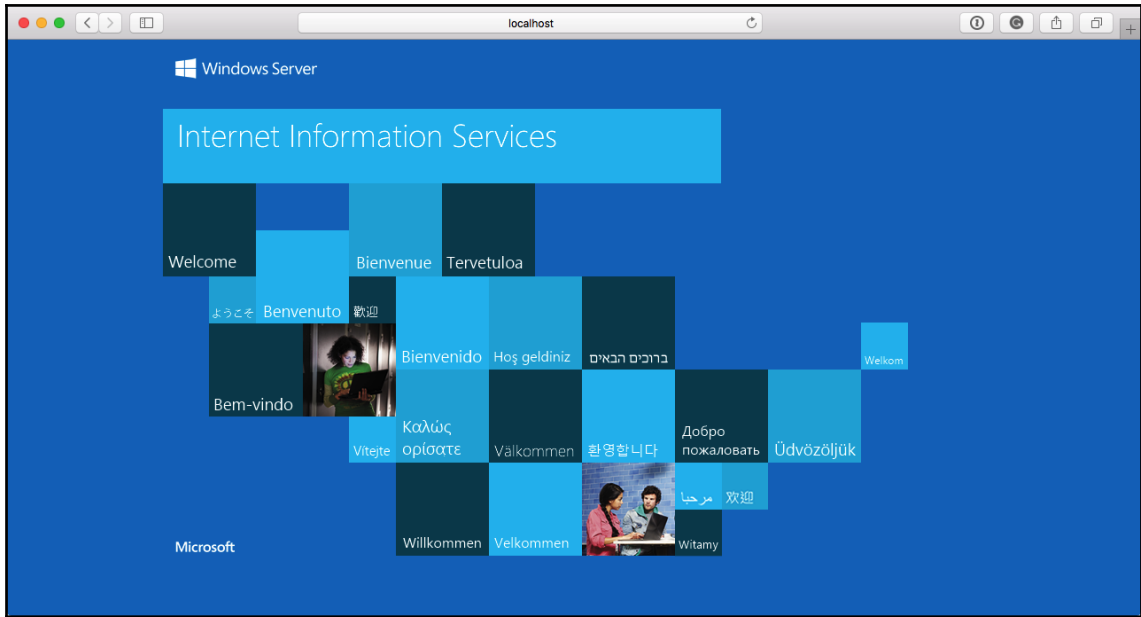 localhost
Windows Server
Internet Information Services
Welcome
Bienvenue
Tervetuloa
ようこそ
Benvenuto
歡迎
Bienvenido
Hoş geldiniz
ברוכים הבאים
Welkom
Bem-vindo
Vítejte
Καλώς
ορίσατε
Välkommen
환영합니다
Добро
пожаловать
Üdvözöljük
مرحبا
欢迎
Willkommen
Velkommen
Witamy
Microsoft